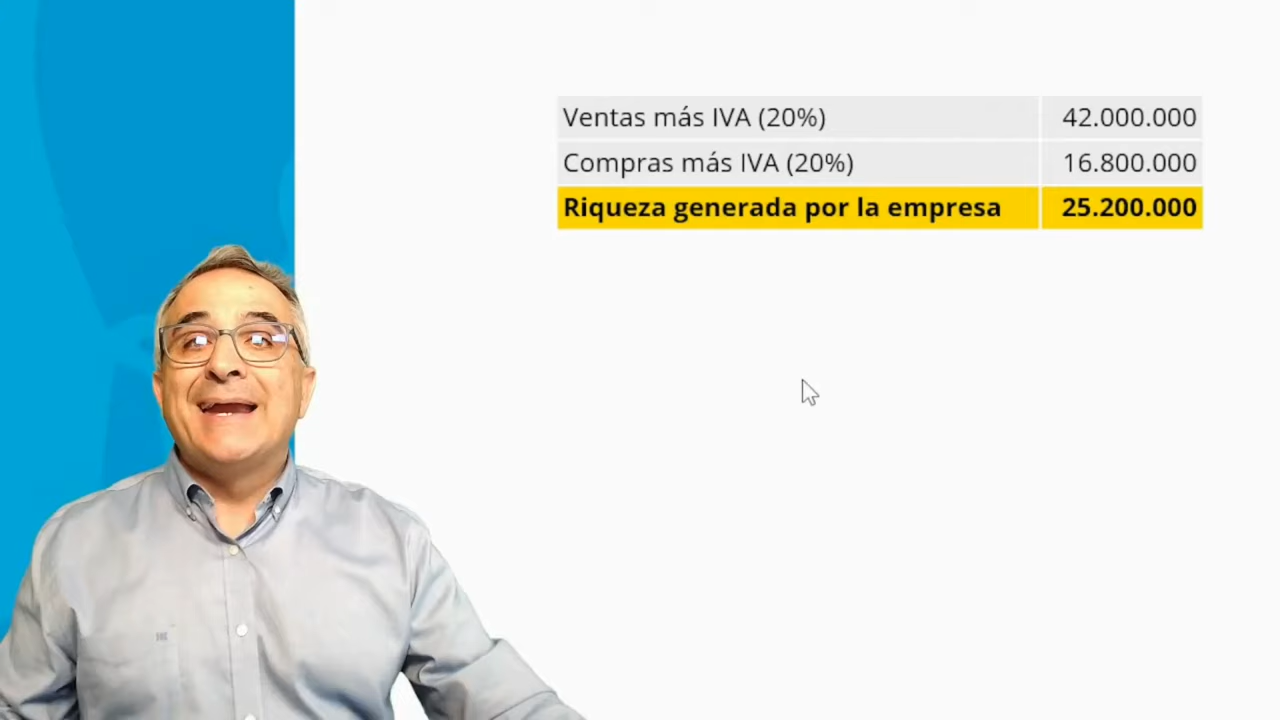 Ventas más IVA (20%) 42.000.000
Compras más IVA (20%) 16.800.000
Riqueza generada por la empresa 25.200.000